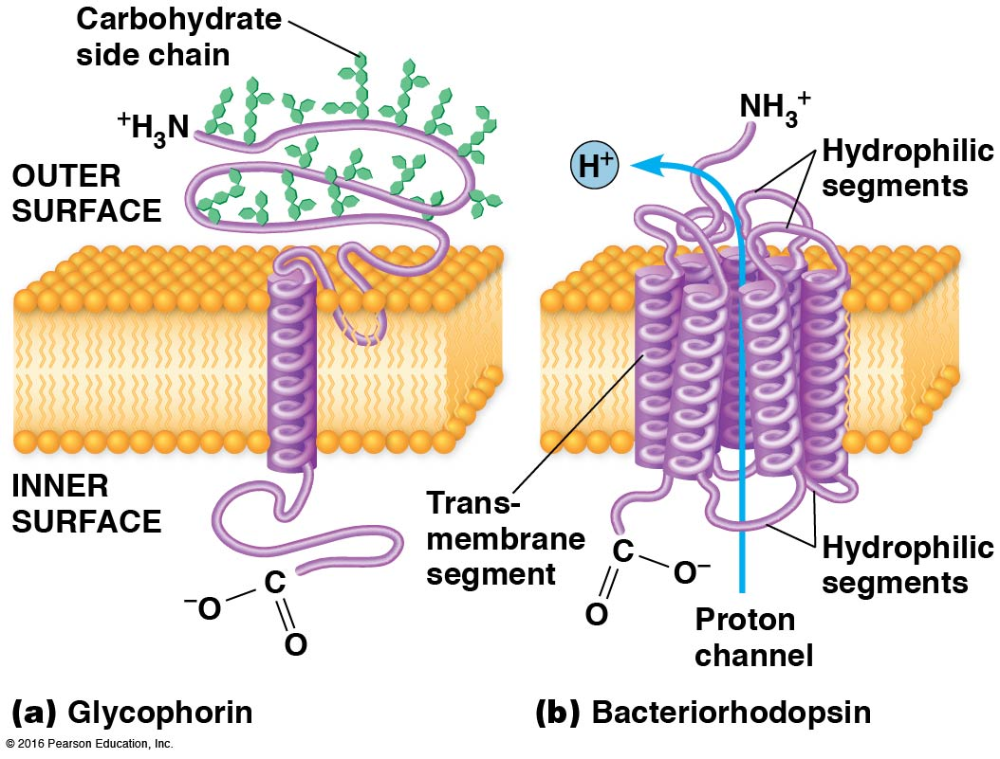 Carbohydrate
side chain
⁺H₃N
OUTER
SURFACE
INNER
SURFACE
C
⁻O
O
(a) Glycophorin
© 2016 Pearson Education, Inc.
NH₃⁺
H⁺
Hydrophilic
segments
Trans-
membrane
segment
C
O⁻
O
Hydrophilic
segments
Proton
channel
(b) Bacteriorhodopsin